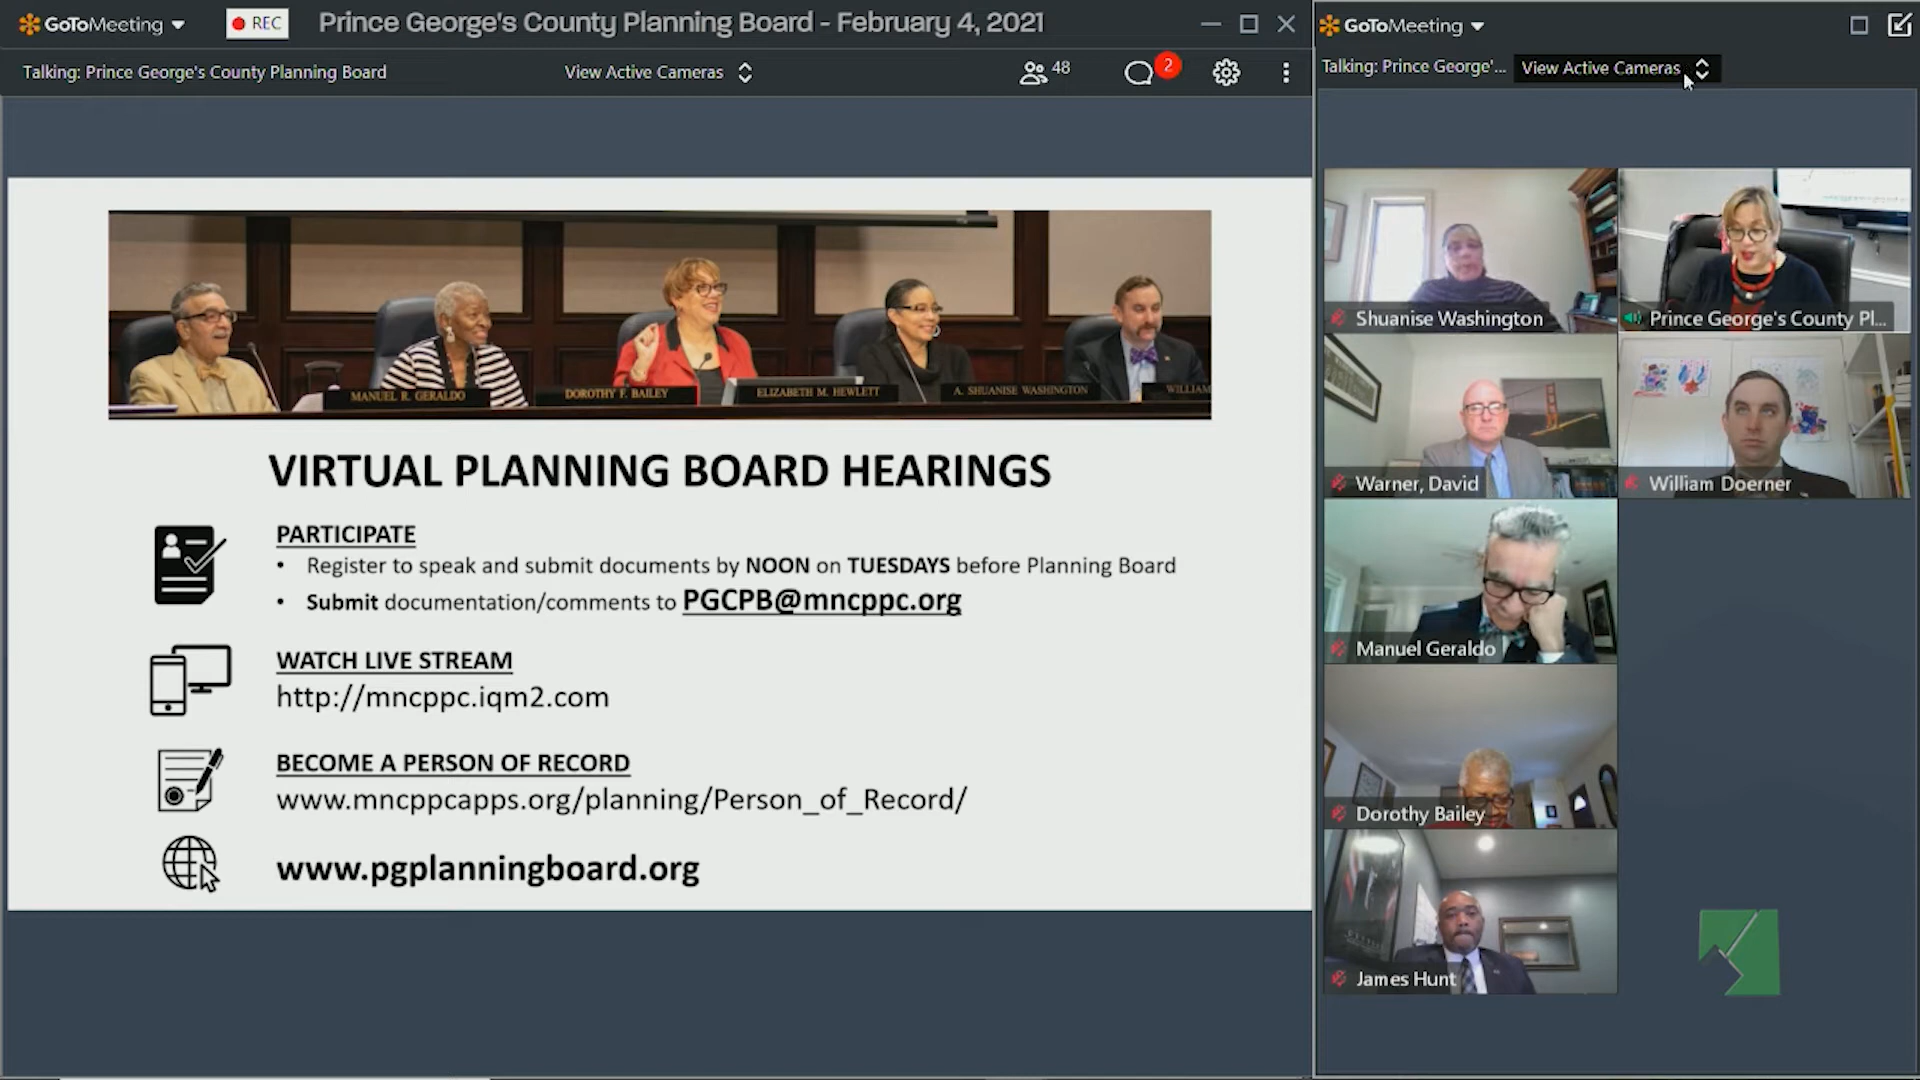 GoToMeeting
REC
Prince George's County Planning Board - February 4, 2021
Talking: Prince George's County Planning Board
View Active Cameras
48
2
MANUEL R. GERALDO
DOROTHY F. BAILEY
ELIZABETH M. HEWLETT
A. SHUANISE WASHINGTON
WILLIAM
VIRTUAL PLANNING BOARD HEARINGS
PARTICIPATE
• Register to speak and submit documents by NOON on TUESDAYS before Planning Board
• Submit documentation/comments to PGCPB@mncppc.org
WATCH LIVE STREAM
http://mncppc.iqm2.com
BECOME A PERSON OF RECORD
www.mncppcapps.org/planning/Person_of_Record/
www.pgplanningboard.org
GoToMeeting
Talking: Prince George'...
View Active Cameras
Shuanise Washington
Prince George's County Pl...
Warner, David
William Doerner
Manuel Geraldo
Dorothy Bailey
James Hunt